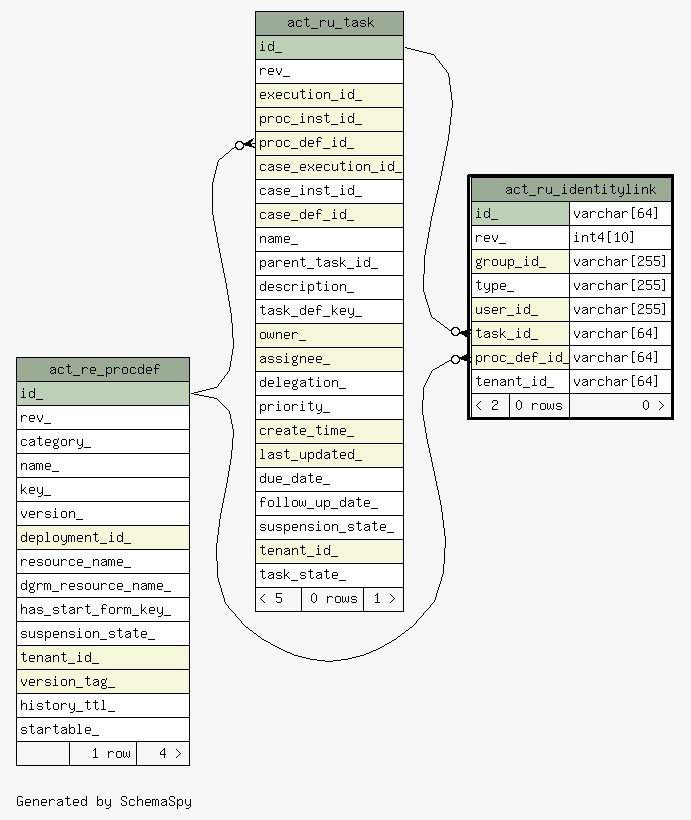 act_ru_task
id_
rev_
execution_id_
proc_inst_id_
proc_def_id_
case_execution_id_
case_inst_id_
case_def_id_
name_
parent_task_id_
description_
task_def_key_
owner_
assignee_
delegation_
priority_
create_time_
last_updated_
due_date_
follow_up_date_
suspension_state_
tenant_id_
task_state_
< 5 0 rows 1 >
act_ru_identitylink
id_ varchar[64]
rev_ int4[10]
group_id_ varchar[255]
type_ varchar[255]
user_id_ varchar[255]
task_id_ varchar[64]
proc_def_id_ varchar[64]
tenant_id_ varchar[64]
< 2 0 rows 0 >
act_re_procdef
id_
rev_
category_
name_
key_
version_
deployment_id_
resource_name_
dgrm_resource_name_
has_start_form_key_
suspension_state_
tenant_id_
version_tag_
history_ttl_
startable_
1 row 4 >
Generated by SchemaSpy